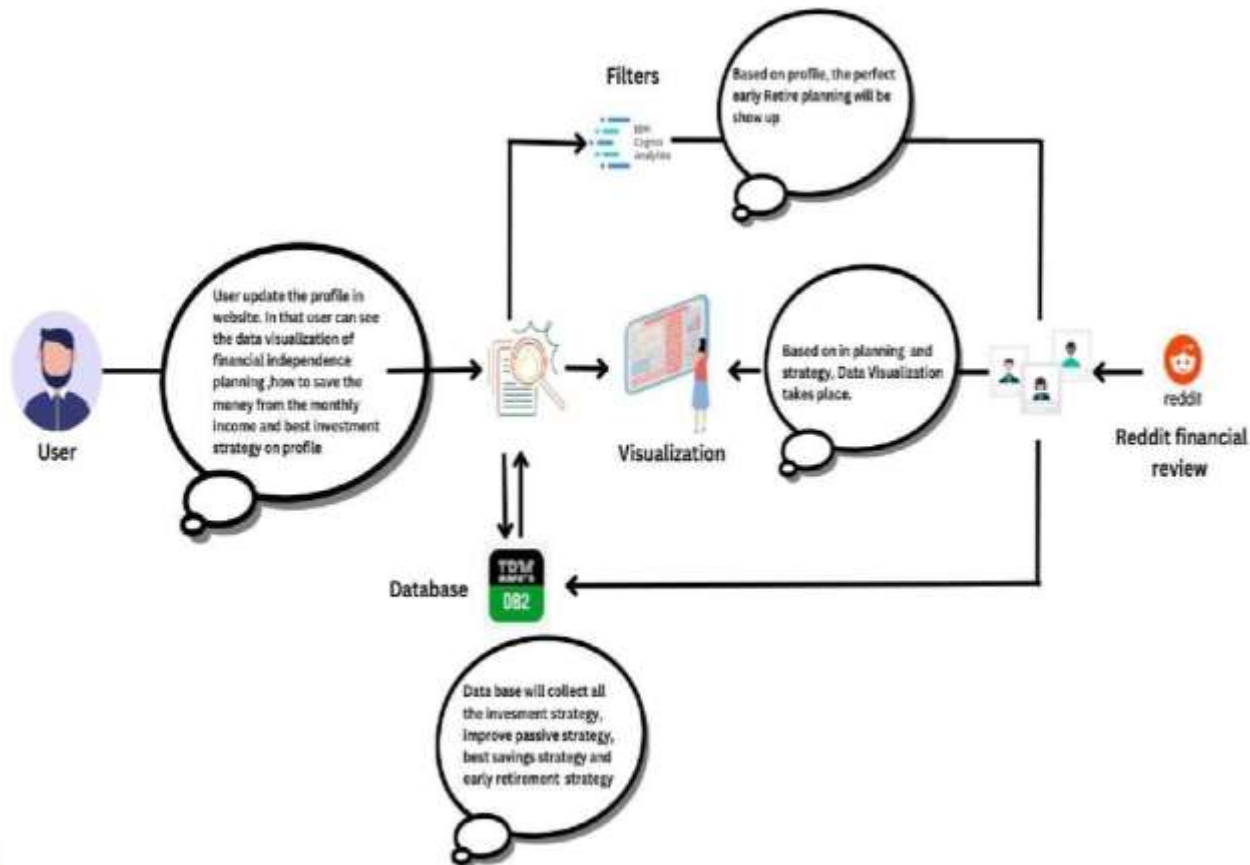 Filters
IBM
Cognos
analytics
Based on profile, the perfect
early Retire planning will be
show up
User update the profile in
website. In that user can see
the data visualization of
financial independence
planning ,how to save the
money from the monthly
income and best investment
strategy on profile
User
Visualization
Based on in planning and
strategy, Data Visualization
takes place.
reddit
Reddit financial
review
Database
DB2
Data base will collect all
the invesment strategy,
improve passive strategy,
best savings strategy and
early retirement strategy